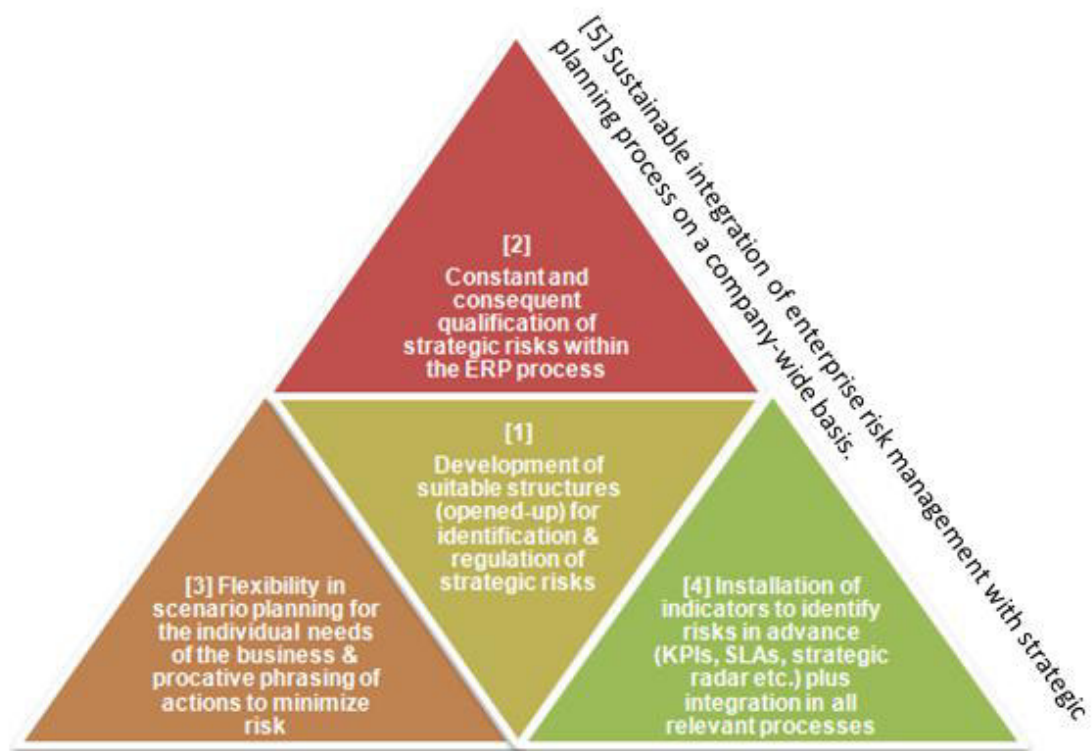 [5] Sustainable integration of enterprise risk management with strategic
planning process on a company-wide basis.
[2]
Constant and
consequent
qualification of
strategic risks within
the ERP process
[1]
Development of
suitable structures
(opened-up) for
identification &
regulation of
strategic risks
[3] Flexibility in
scenario planning for
the individual needs
of the business &
procative phrasing of
actions to minimize
risk
[4] Installation of
indicators to identify
risks in advance
(KPIs, SLAs, strategic
radar etc.) plus
integration in all
relevant processes